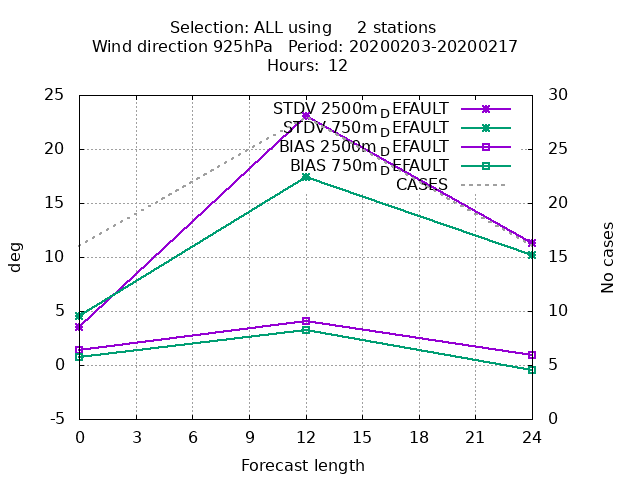 Selection: ALL using 2 stations
Wind direction 925hPa Period: 20200203-20200217
Hours: 12
25
20
15
10
5
0
-5
deg
30
25
20
15
10
5
0
No cases
STDV 2500m_DEFAULT
STDV 750m_DEFAULT
BIAS 2500m_DEFAULT
BIAS 750m_DEFAULT
CASES
0 3 6 9 12 15 18 21 24
Forecast length